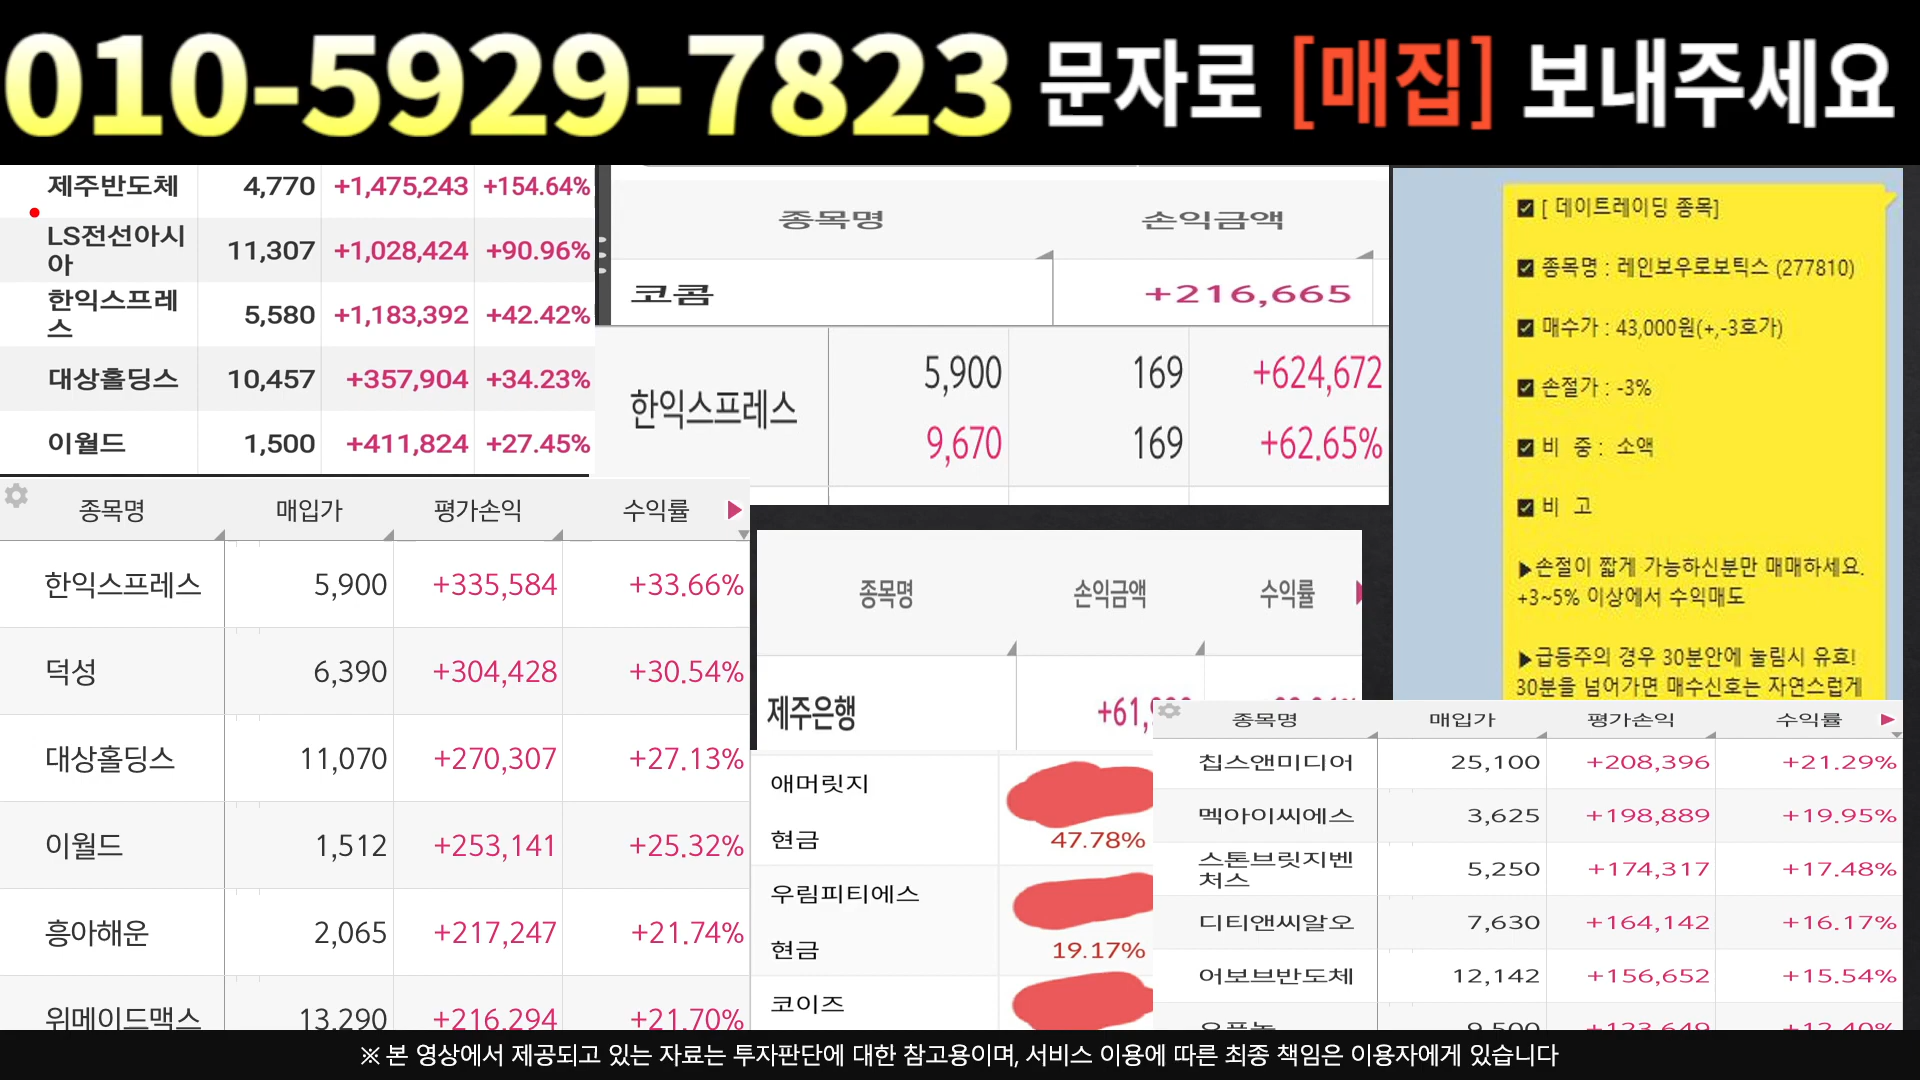 010-5929-7823 문자로 [매집] 보내주세요
제주반도체 4,770 +1,475,243 +154.64%
LS전선아시아 11,307 +1,028,424 +90.96%
한익스프레스 5,580 +1,183,392 +42.42%
대상홀딩스 10,457 +357,904 +34.23%
이월드 1,500 +411,824 +27.45%
종목명 손익금액
코콤 +216,665
한익스프레스 5,900 169 +624,672
9,670 169 +62.65%
종목명 매입가 평가손익 수익률
한익스프레스 5,900 +335,584 +33.66%
덕성 6,390 +304,428 +30.54%
대상홀딩스 11,070 +270,307 +27.13%
이월드 1,512 +253,141 +25.32%
흥아해운 2,065 +217,247 +21.74%
위메이드맥스 13,290 +216,294 +21.70%
종목명 손익금액 수익률
제주은행 +61,
애머릿지
현금 47.78%
우림피티에스
현금 19.17%
코이즈
[ 데이트레이딩 종목]
종목명 : 레인보우로보틱스 (277810)
매수가 : 43,000원(+,-3호가)
손절가 : -3%
비 중 : 소액
비 고
▶손절이 짧게 가능하신분만 매매하세요.
+3~5% 이상에서 수익매도
▶급등주의 경우 30분안에 눌림시 유효!
30분을 넘어가면 매수신호는 자연스럽게
종목명 매입가 평가손익 수익률
칩스앤미디어 25,100 +208,396 +21.29%
멕아이씨에스 3,625 +198,889 +19.95%
스톤브릿지벤처스 5,250 +174,317 +17.48%
디티앤씨알오 7,630 +164,142 +16.17%
어보브반도체 12,142 +156,652 +15.54%
※ 본 영상에서 제공되고 있는 자료는 투자판단에 대한 참고용이며, 서비스 이용에 따른 최종 책임은 이용자에게 있습니다